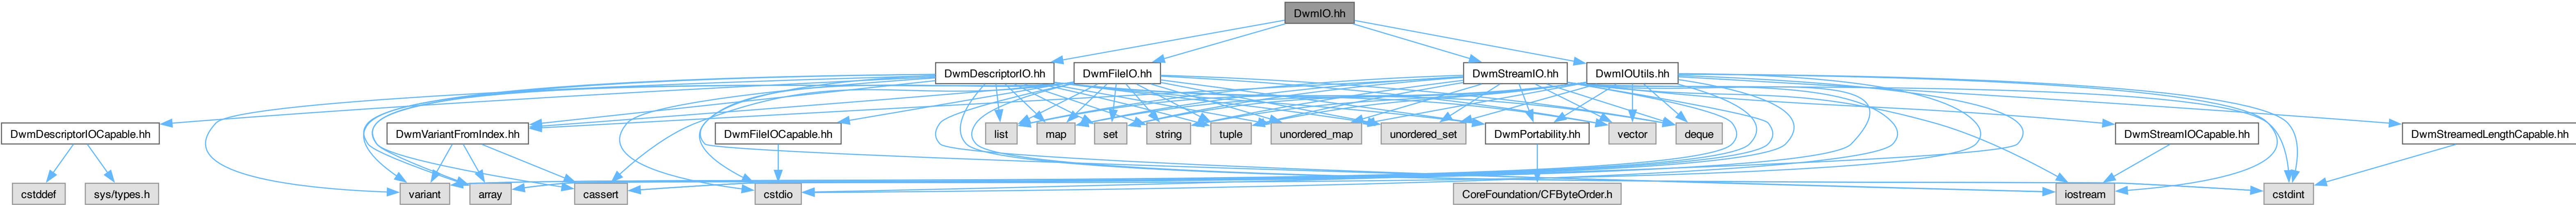 DwmIO.hh
DwmDescriptorIO.hh
DwmFileIO.hh
DwmStreamIO.hh
DwmIOUtils.hh
DwmDescriptorIOCapable.hh
DwmVariantFromIndex.hh
DwmFileIOCapable.hh
list
map
set
string
tuple
unordered_map
unordered_set
DwmPortability.hh
vector
deque
DwmStreamIOCapable.hh
DwmStreamedLengthCapable.hh
cstddef
sys/types.h
variant
array
cassert
cstdio
CoreFoundation/CFByteOrder.h
iostream
cstdint